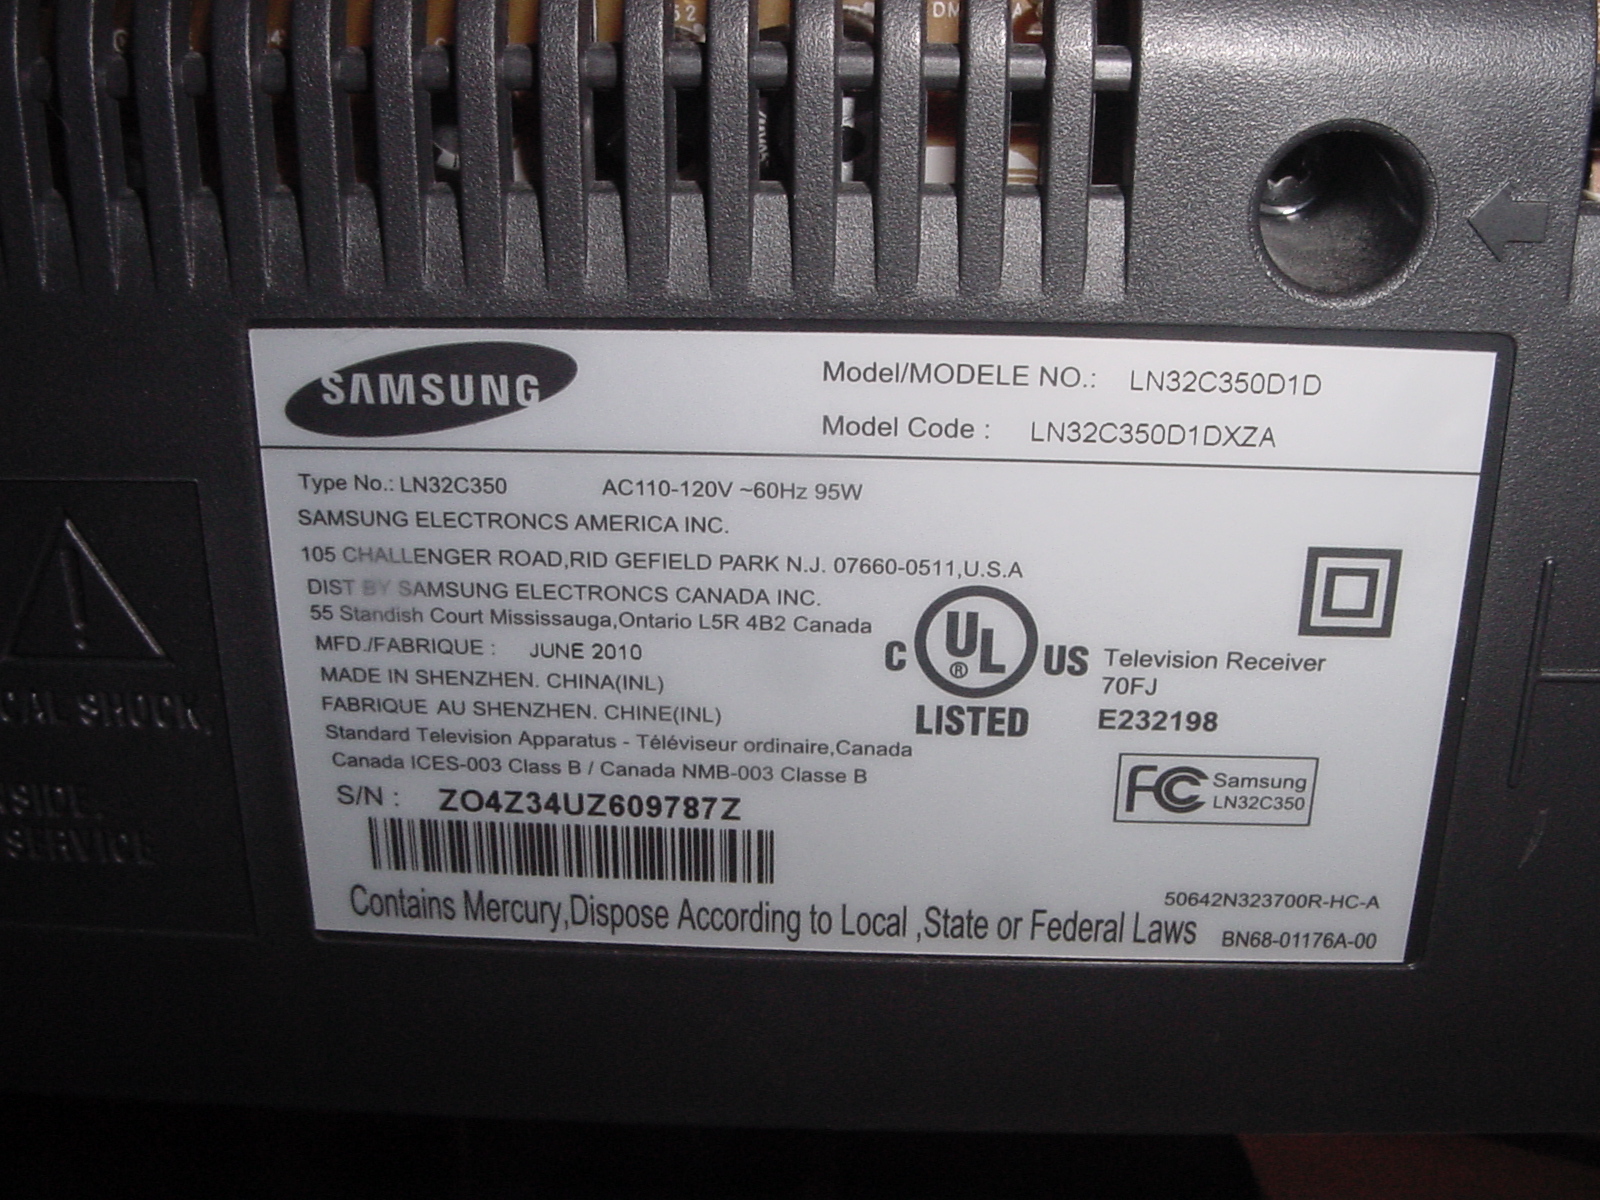 SAMSUNG
Model/MODELE NO.: LN32C350D1D
Model Code : LN32C350D1DXZA
Type No.: LN32C350 AC110-120V ~60Hz 95W
SAMSUNG ELECTRONCS AMERICA INC.
105 CHALLENGER ROAD,RID GEFIELD PARK N.J. 07660-0511,U.S.A
DIST BY SAMSUNG ELECTRONCS CANADA INC.
55 Standish Court Mississauga,Ontario L5R 4B2 Canada
MFD./FABRIQUE : JUNE 2010
MADE IN SHENZHEN. CHINA(INL)
FABRIQUE AU SHENZHEN. CHINE(INL)
Standard Television Apparatus - Téléviseur ordinaire,Canada
Canada ICES-003 Class B / Canada NMB-003 Classe B
S/N : ZO4Z34UZ609787Z
C UL ® US
LISTED
Television Receiver
70FJ
E232198
FC Samsung
LN32C350
Contains Mercury,Dispose According to Local ,State or Federal Laws
50642N323700R-HC-A
BN68-01176A-00
SHOCK
SERVICE